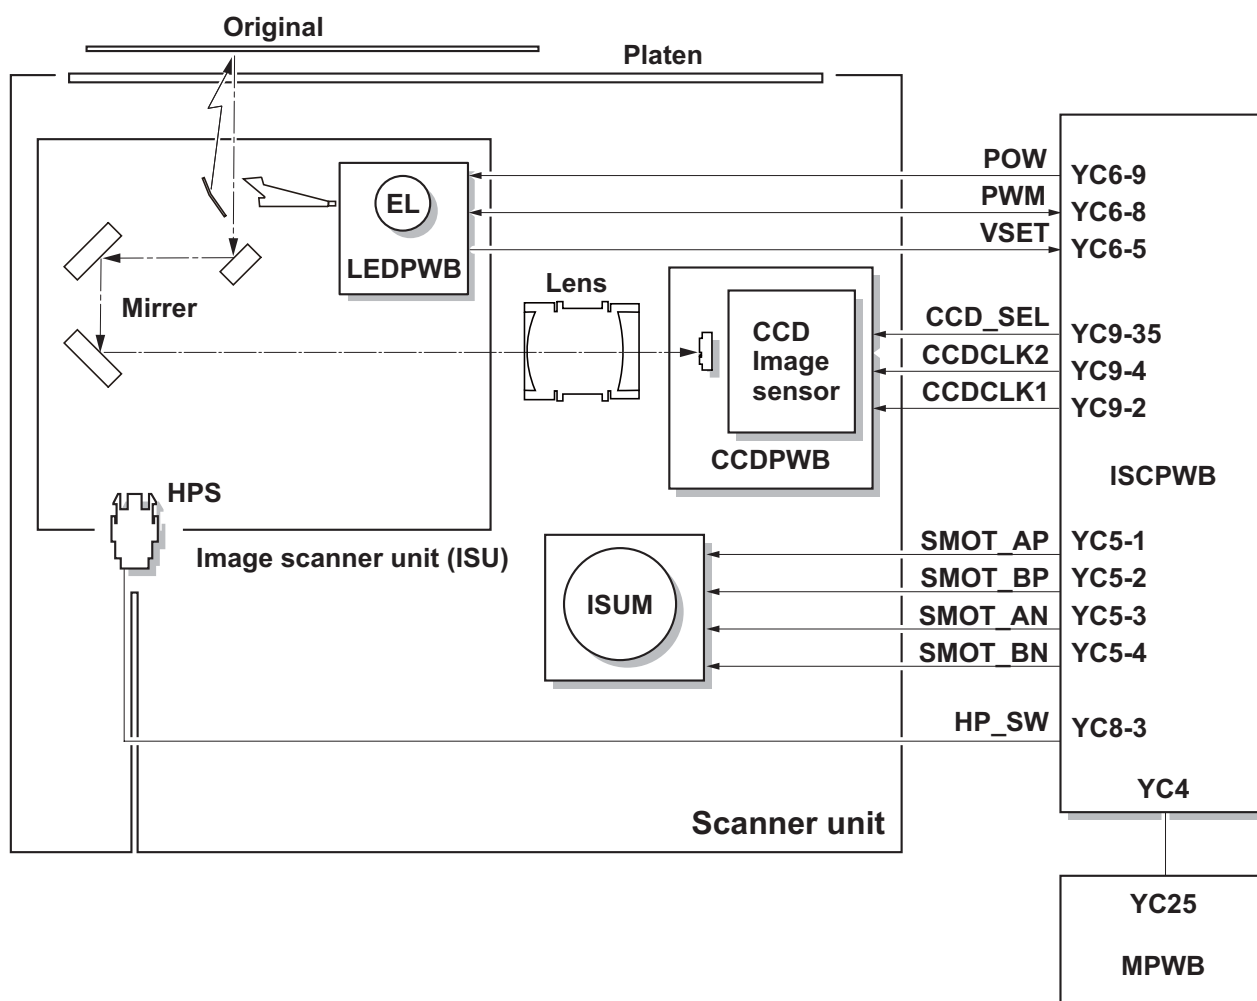 Original
Platen
POW
YC6-9
PWM
YC6-8
VSET
YC6-5
EL
LEDPWB
Mirrer
Lens
CCD
Image
sensor
CCDPWB
CCD_SEL
YC9-35
CCDCLK2
YC9-4
CCDCLK1
YC9-2
ISCPWB
HPS
Image scanner unit (ISU)
ISUM
SMOT_AP
YC5-1
SMOT_BP
YC5-2
SMOT_AN
YC5-3
SMOT_BN
YC5-4
HP_SW
YC8-3
YC4
Scanner unit
YC25
MPWB